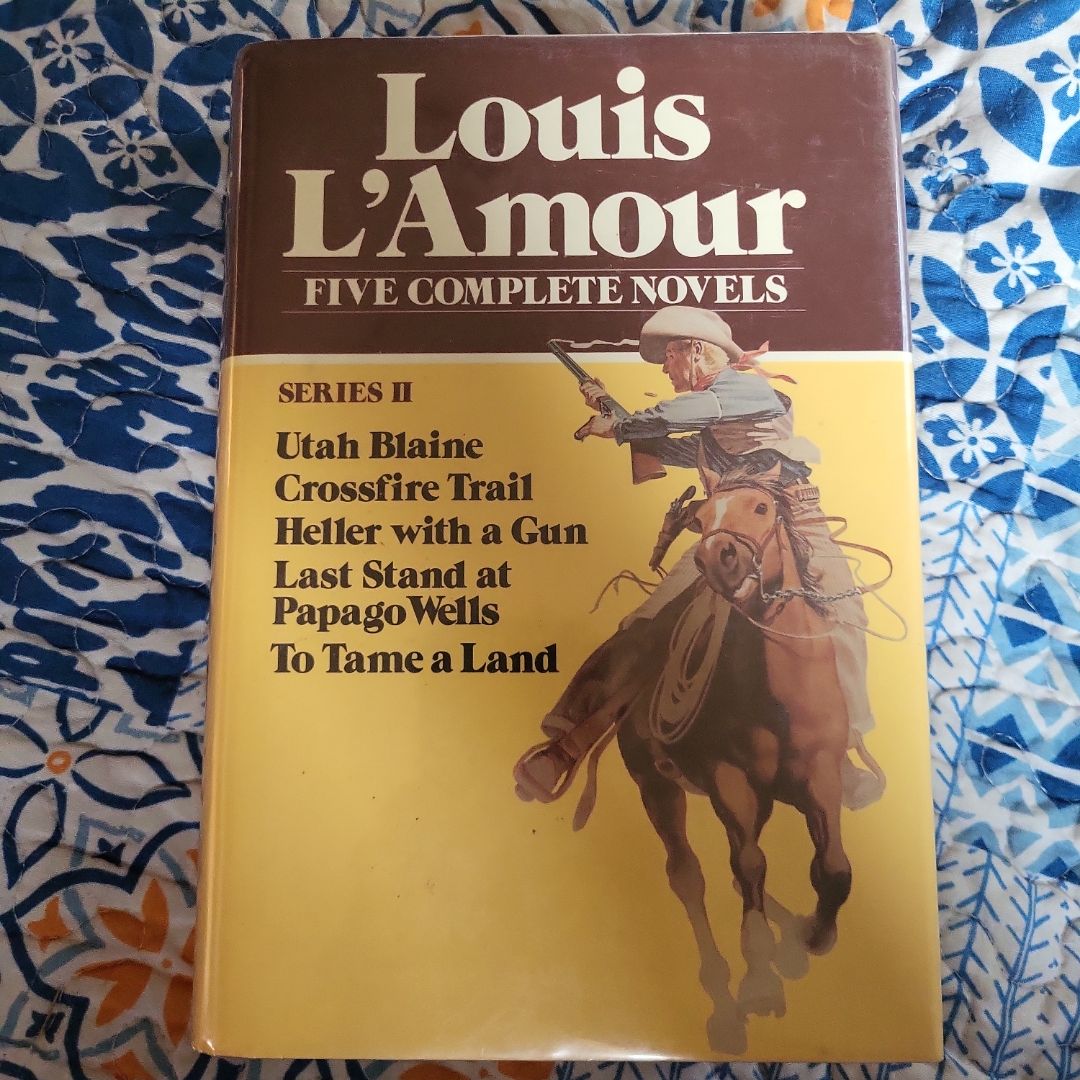 Louis
L'Amour
FIVE COMPLETE NOVELS
SERIES II
Utah Blaine
Crossfire Trail
Heller with a Gun
Last Stand at
Papago Wells
To Tame a Land